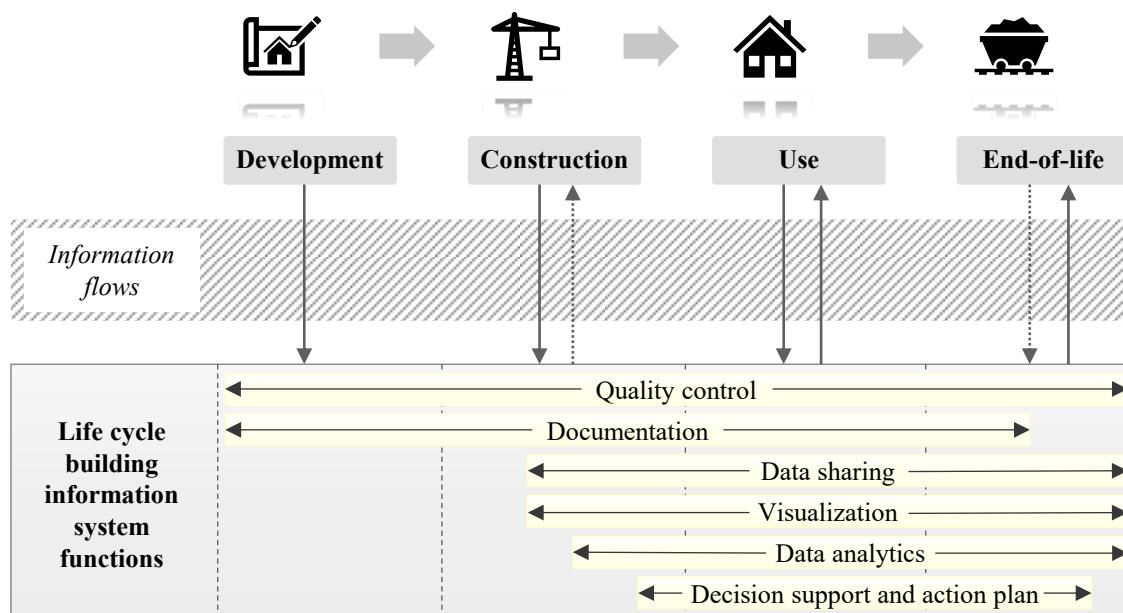 Development
Construction
Use
End-of-life
Information
flows
Life cycle
building
information
system
functions
Quality control
Documentation
Data sharing
Visualization
Data analytics
Decision support and action plan